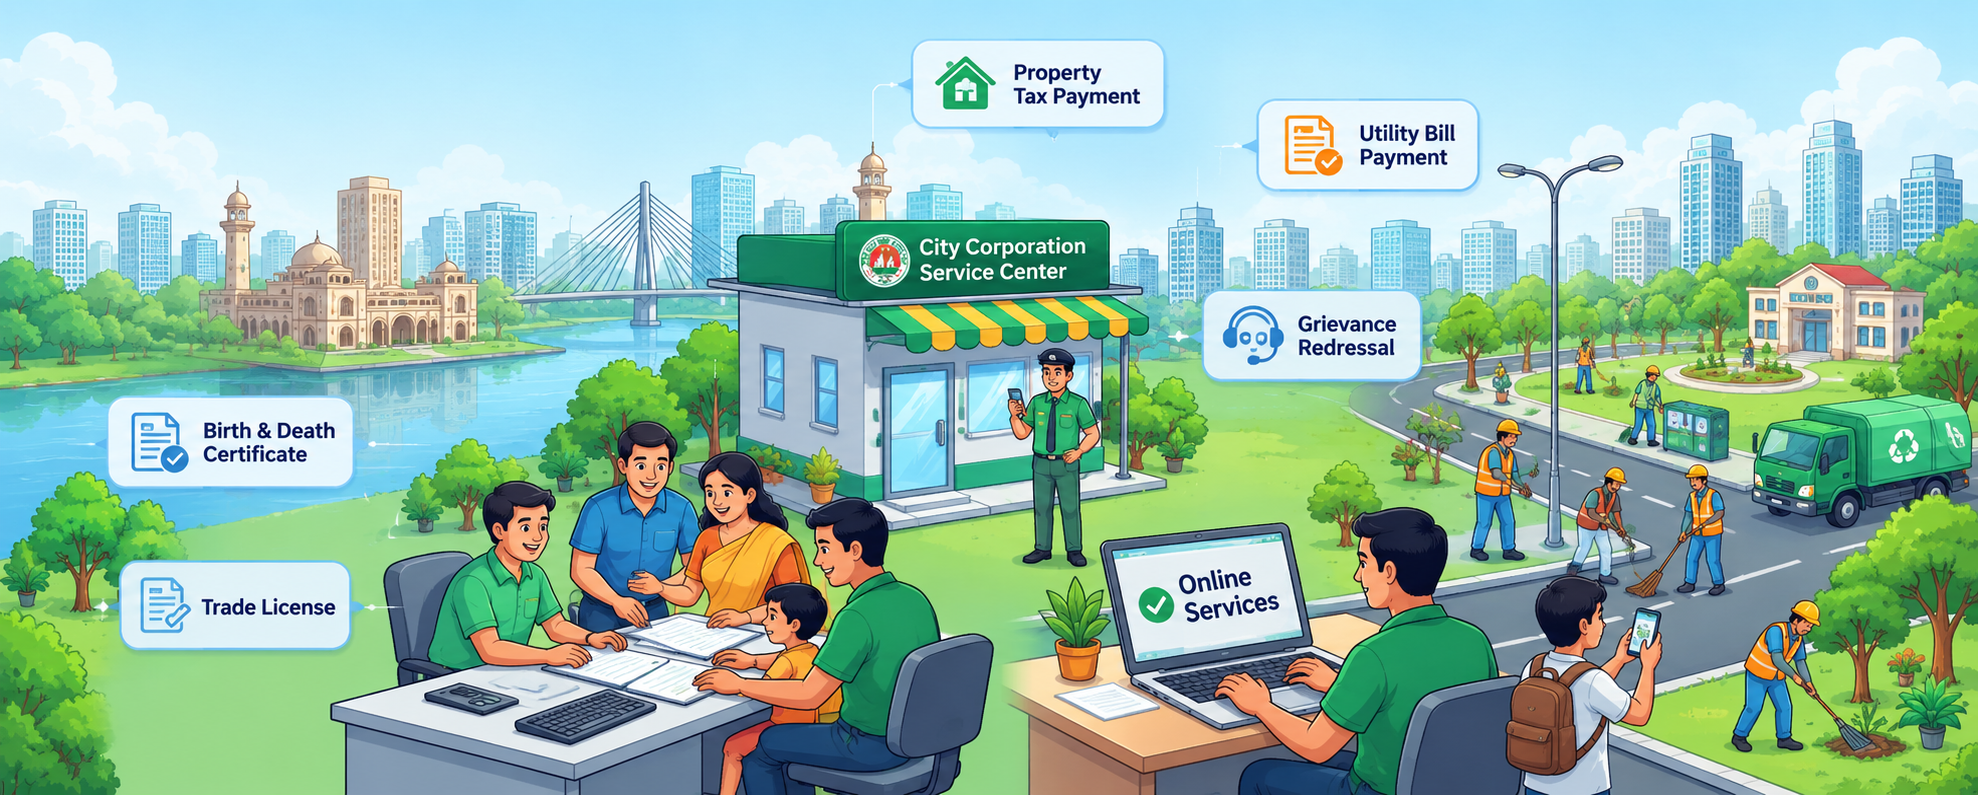 Property
Tax Payment
Utility Bill
Payment
City Corporation
Service Center
Grievance
Redressal
Birth & Death
Certificate
Trade License
Online
Services